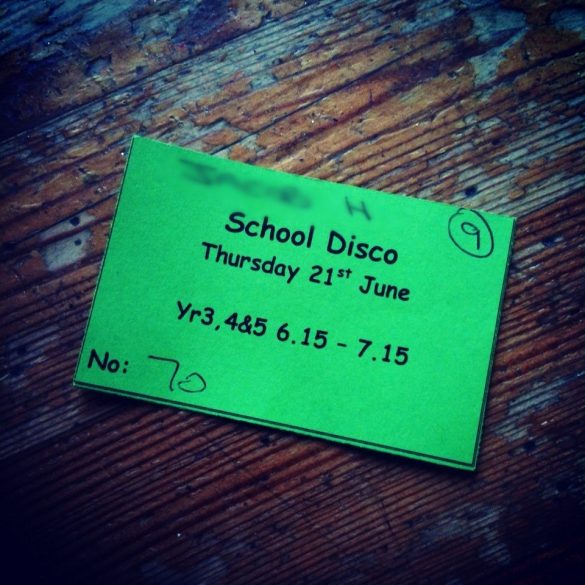 H
9
School Disco
Thursday 21st June
Yr3,4&5 6.15 - 7.15
No: 70